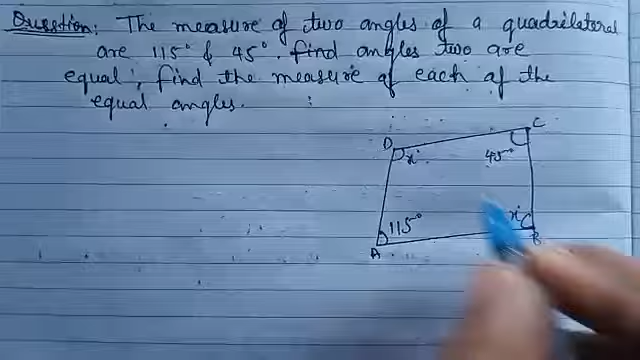 Question: The measure of two angles of a quadrilateral
are 115° & 45°. find angles two are
equal, find the measure of each of the
equal angles.
D
C
x°
45°
115°
x°
A
B